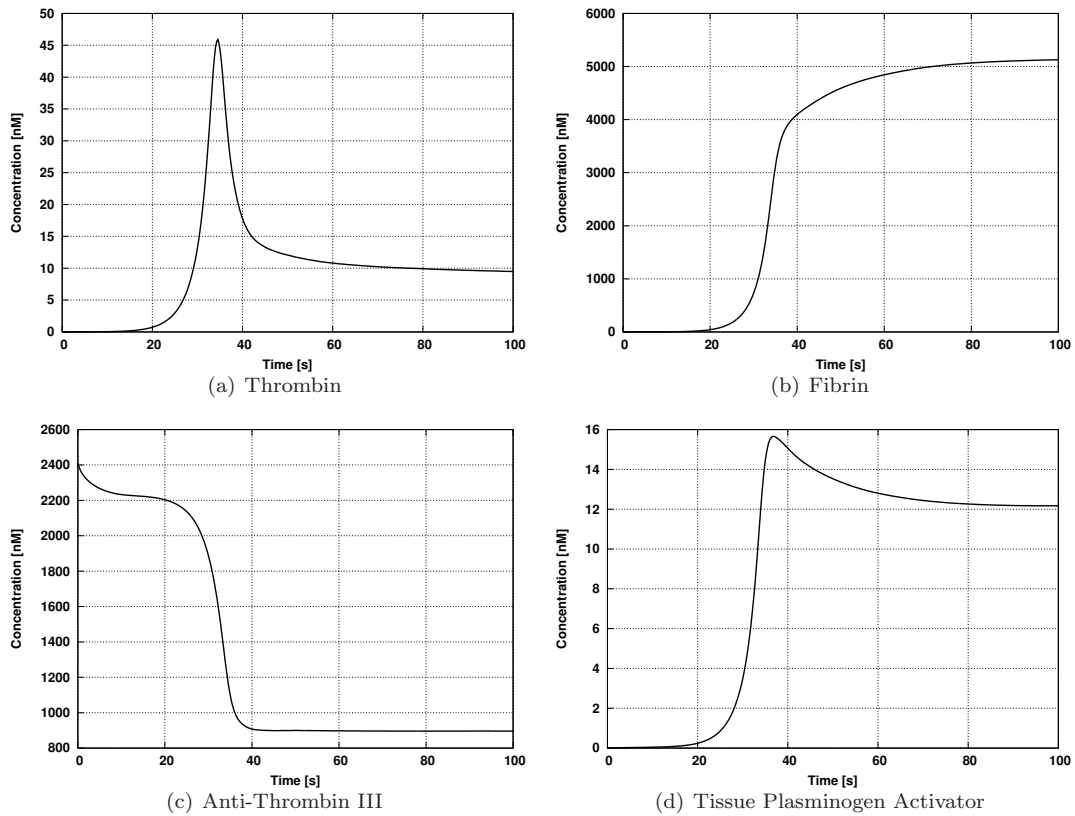 50
45
40
35
30
25
20
15
10
5
0
Concentration [nM]
0 20 40 60 80 100
Time [s]
(a) Thrombin
6000
5000
4000
3000
2000
1000
0
Concentration [nM]
0 20 40 60 80 100
Time [s]
(b) Fibrin
2600
2400
2200
2000
1800
1600
1400
1200
1000
800
Concentration [nM]
0 20 40 60 80 100
Time [s]
(c) Anti-Thrombin III
16
14
12
10
8
6
4
2
0
Concentration [nM]
0 20 40 60 80 100
Time [s]
(d) Tissue Plasminogen Activator